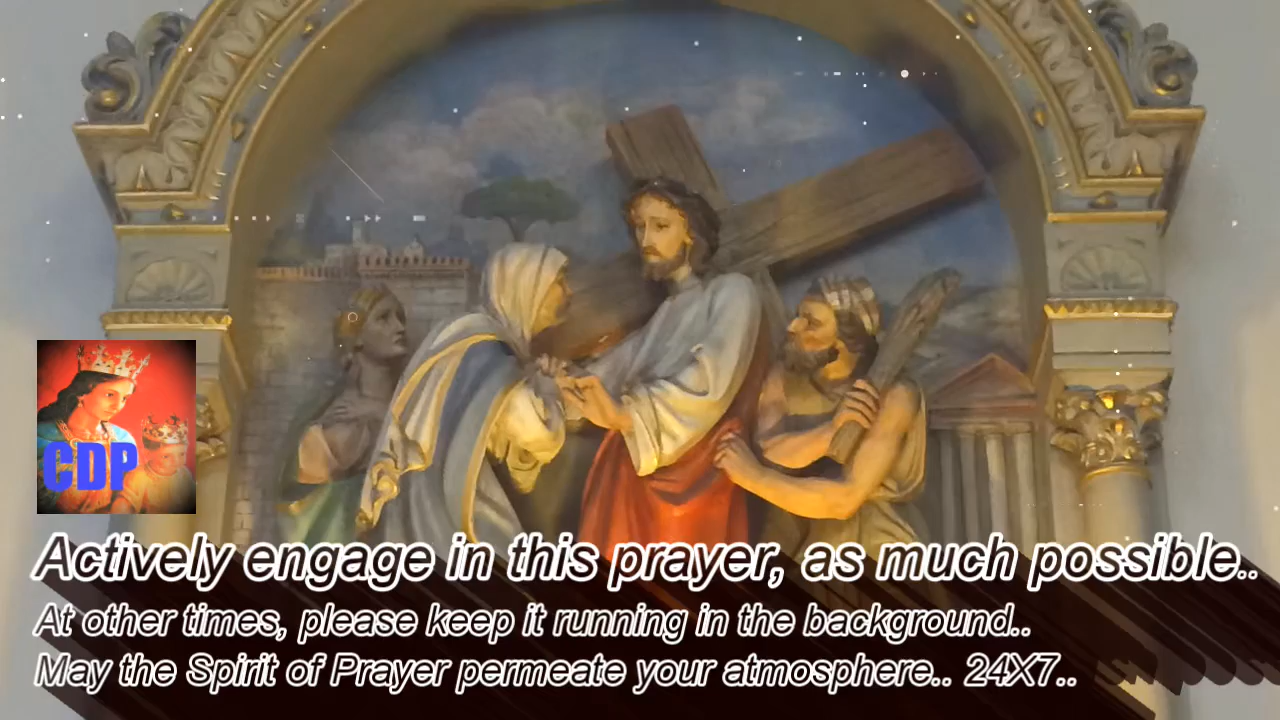 CDP
Actively engage in this prayer, as much possible..
At other times, please keep it running in the background..
May the Spirit of Prayer permeate your atmosphere.. 24X7..